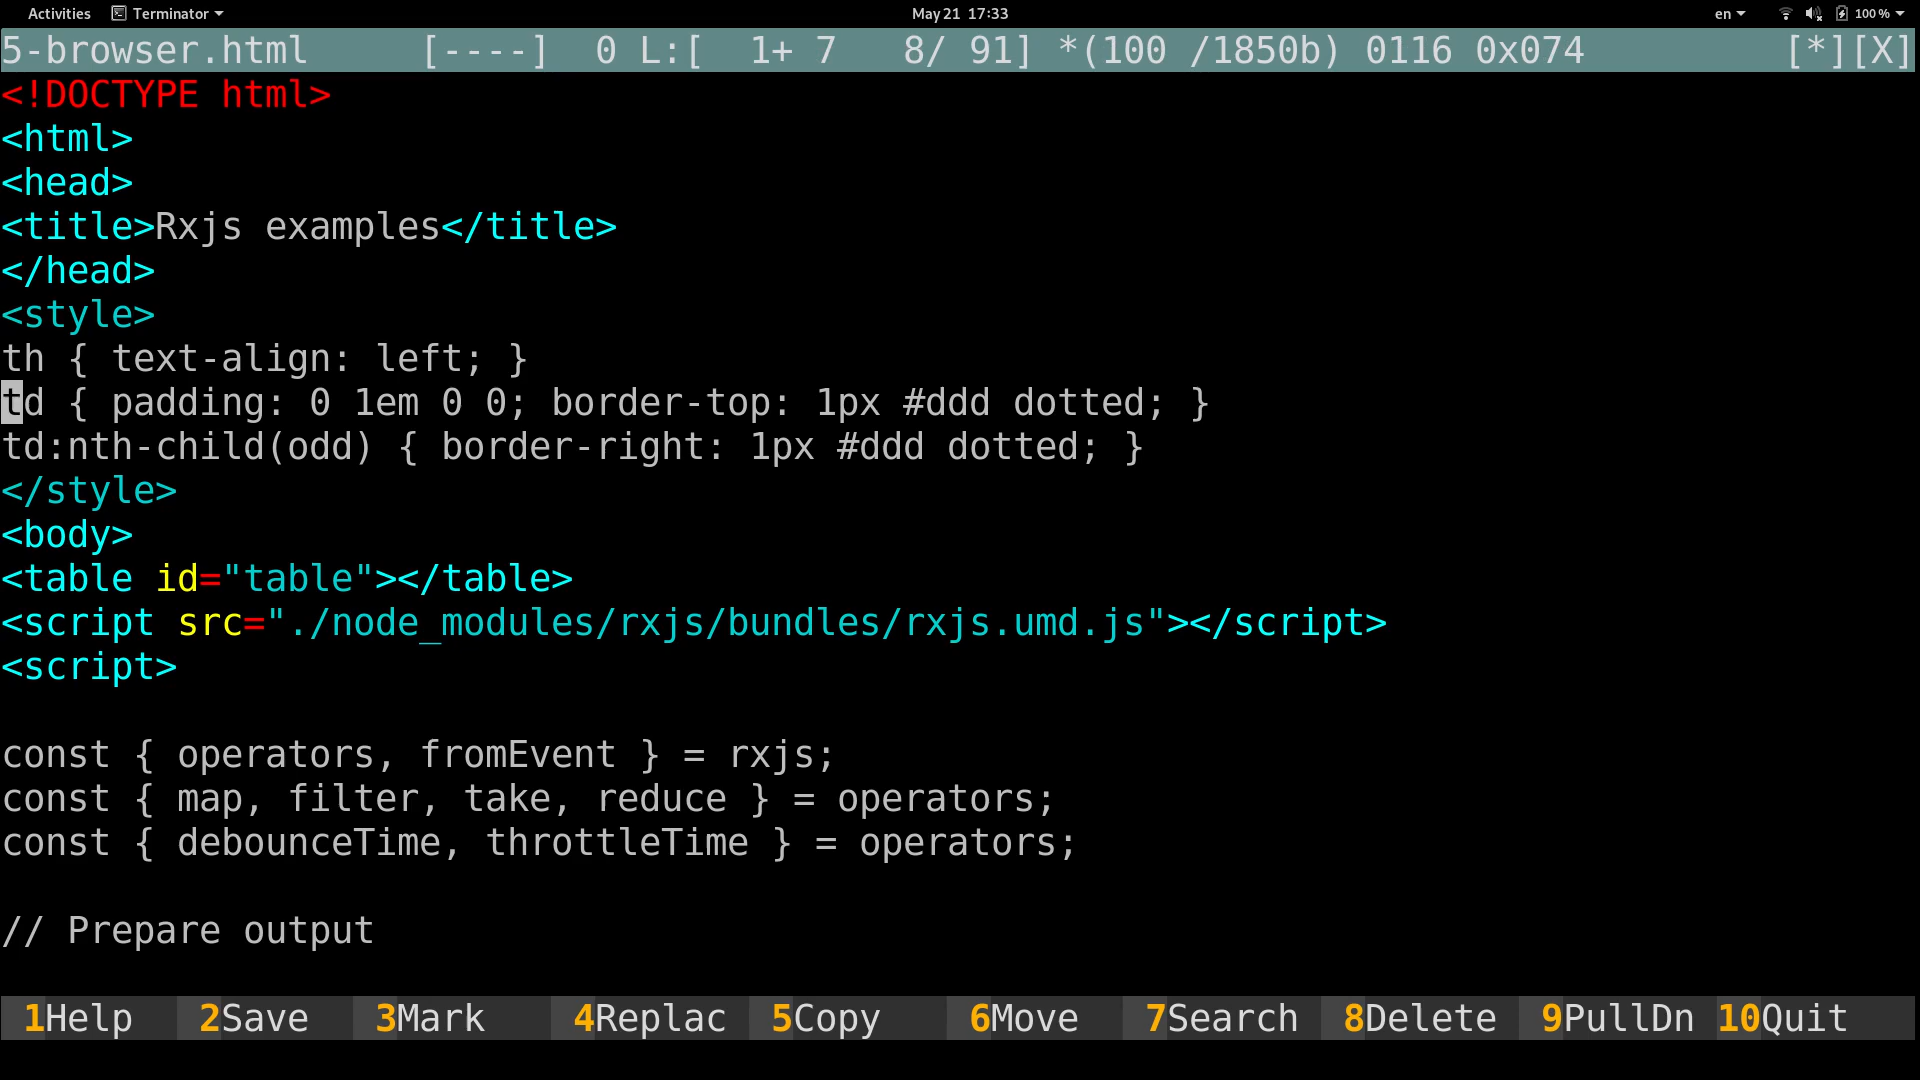 Activities Terminator May 21 17:33 en 100 %
5-browser.html [----] 0 L:[ 1+ 7 8/ 91] *(100 /1850b) 0116 0x074 [*][X]
<!DOCTYPE html>
<html>
<head>
<title>Rxjs examples</title>
</head>
<style>
th { text-align: left; }
td { padding: 0 1em 0 0; border-top: 1px #ddd dotted; }
td:nth-child(odd) { border-right: 1px #ddd dotted; }
</style>
<body>
<table id="table"></table>
<script src="./node_modules/rxjs/bundles/rxjs.umd.js"></script>
<script>
const { operators, fromEvent } = rxjs;
const { map, filter, take, reduce } = operators;
const { debounceTime, throttleTime } = operators;
// Prepare output
1Help 2Save 3Mark 4Replac 5Copy 6Move 7Search 8Delete 9PullDn 10Quit